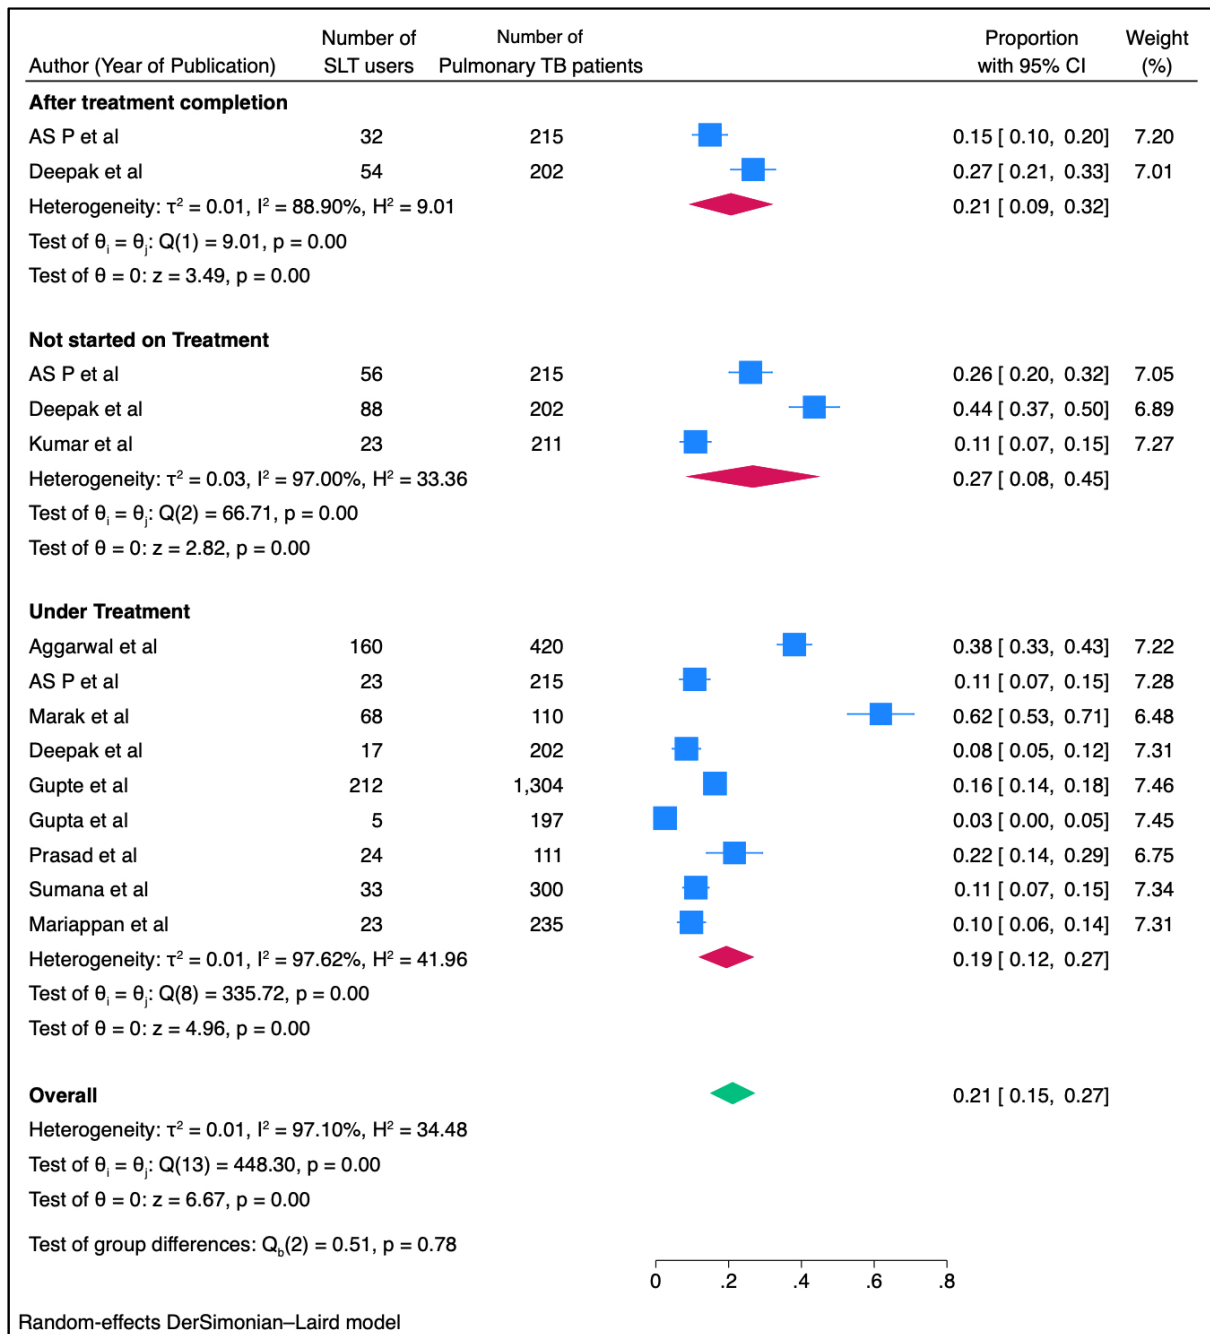 Number of Number of Proportion Weight
Author (Year of Publication) SLT users Pulmonary TB patients with 95% CI (%)
After treatment completion
AS P et al 32 215 0.15 [ 0.10, 0.20] 7.20
Deepak et al 54 202 0.27 [ 0.21, 0.33] 7.01
Heterogeneity: τ² = 0.01, I² = 88.90%, H² = 9.01 0.21 [ 0.09, 0.32]
Test of θᵢ = θⱼ: Q(1) = 9.01, p = 0.00
Test of θ = 0: z = 3.49, p = 0.00
Not started on Treatment
AS P et al 56 215 0.26 [ 0.20, 0.32] 7.05
Deepak et al 88 202 0.44 [ 0.37, 0.50] 6.89
Kumar et al 23 211 0.11 [ 0.07, 0.15] 7.27
Heterogeneity: τ² = 0.03, I² = 97.00%, H² = 33.36 0.27 [ 0.08, 0.45]
Test of θᵢ = θⱼ: Q(2) = 66.71, p = 0.00
Test of θ = 0: z = 2.82, p = 0.00
Under Treatment
Aggarwal et al 160 420 0.38 [ 0.33, 0.43] 7.22
AS P et al 23 215 0.11 [ 0.07, 0.15] 7.28
Marak et al 68 110 0.62 [ 0.53, 0.71] 6.48
Deepak et al 17 202 0.08 [ 0.05, 0.12] 7.31
Gupte et al 212 1,304 0.16 [ 0.14, 0.18] 7.46
Gupta et al 5 197 0.03 [ 0.00, 0.05] 7.45
Prasad et al 24 111 0.22 [ 0.14, 0.29] 6.75
Sumana et al 33 300 0.11 [ 0.07, 0.15] 7.34
Mariappan et al 23 235 0.10 [ 0.06, 0.14] 7.31
Heterogeneity: τ² = 0.01, I² = 97.62%, H² = 41.96 0.19 [ 0.12, 0.27]
Test of θᵢ = θⱼ: Q(8) = 335.72, p = 0.00
Test of θ = 0: z = 4.96, p = 0.00
Overall 0.21 [ 0.15, 0.27]
Heterogeneity: τ² = 0.01, I² = 97.10%, H² = 34.48
Test of θᵢ = θⱼ: Q(13) = 448.30, p = 0.00
Test of θ = 0: z = 6.67, p = 0.00
Test of group differences: Q_b(2) = 0.51, p = 0.78
0 .2 .4 .6 .8
Random-effects DerSimonian–Laird model